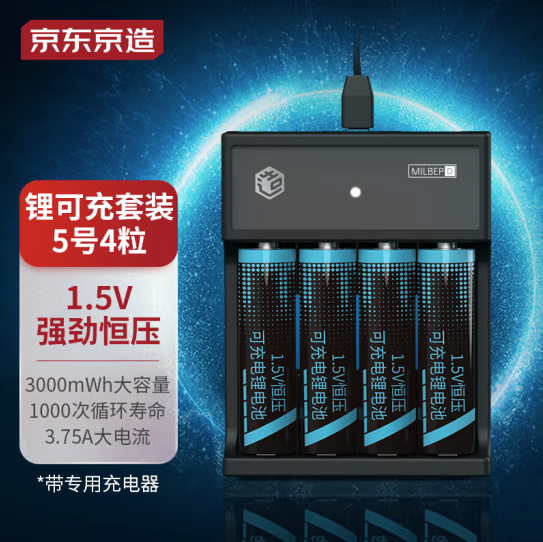 京东京造
锂可充套装
5号4粒
1.5V
强劲恒压
3000mWh大容量
1000次循环寿命
3.75A大电流
*带专用充电器
MILBEPD
1.5V恒压
可充电锂电池
1.5V恒压
可充电锂电池
1.5V恒压
可充电锂电池
1.5V恒压
可充电锂电池